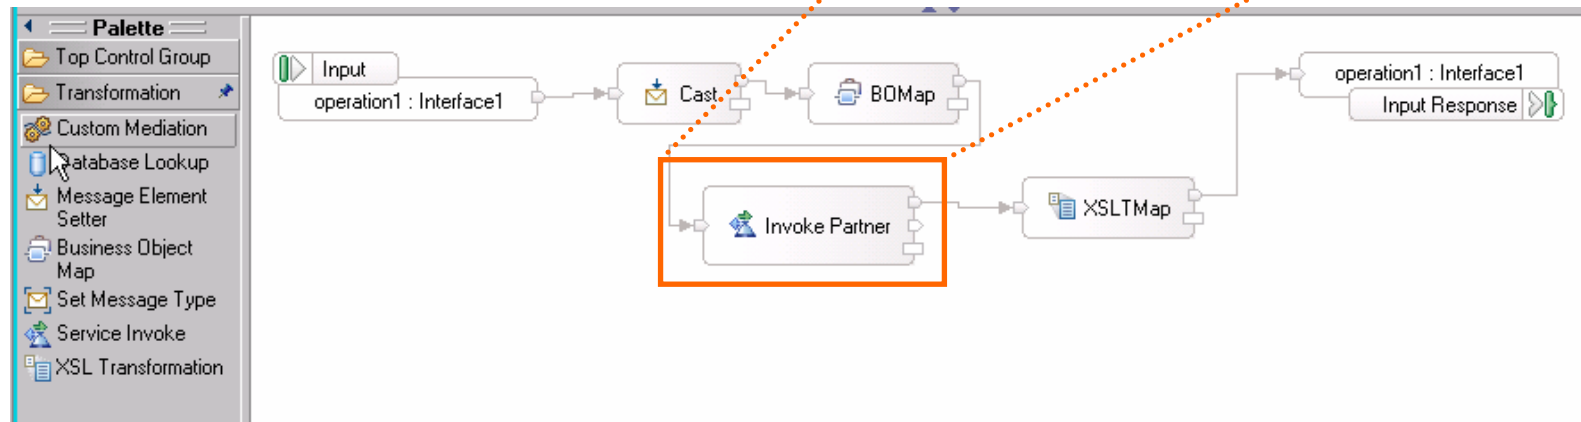 Palette
Top Control Group
Transformation
Custom Mediation
Database Lookup
Message Element
Setter
Business Object
Map
Set Message Type
Service Invoke
XSL Transformation
Input
operation1 : Interface1
Cast
BOMap
Invoke Partner
XSLTMap
operation1 : Interface1
Input Response